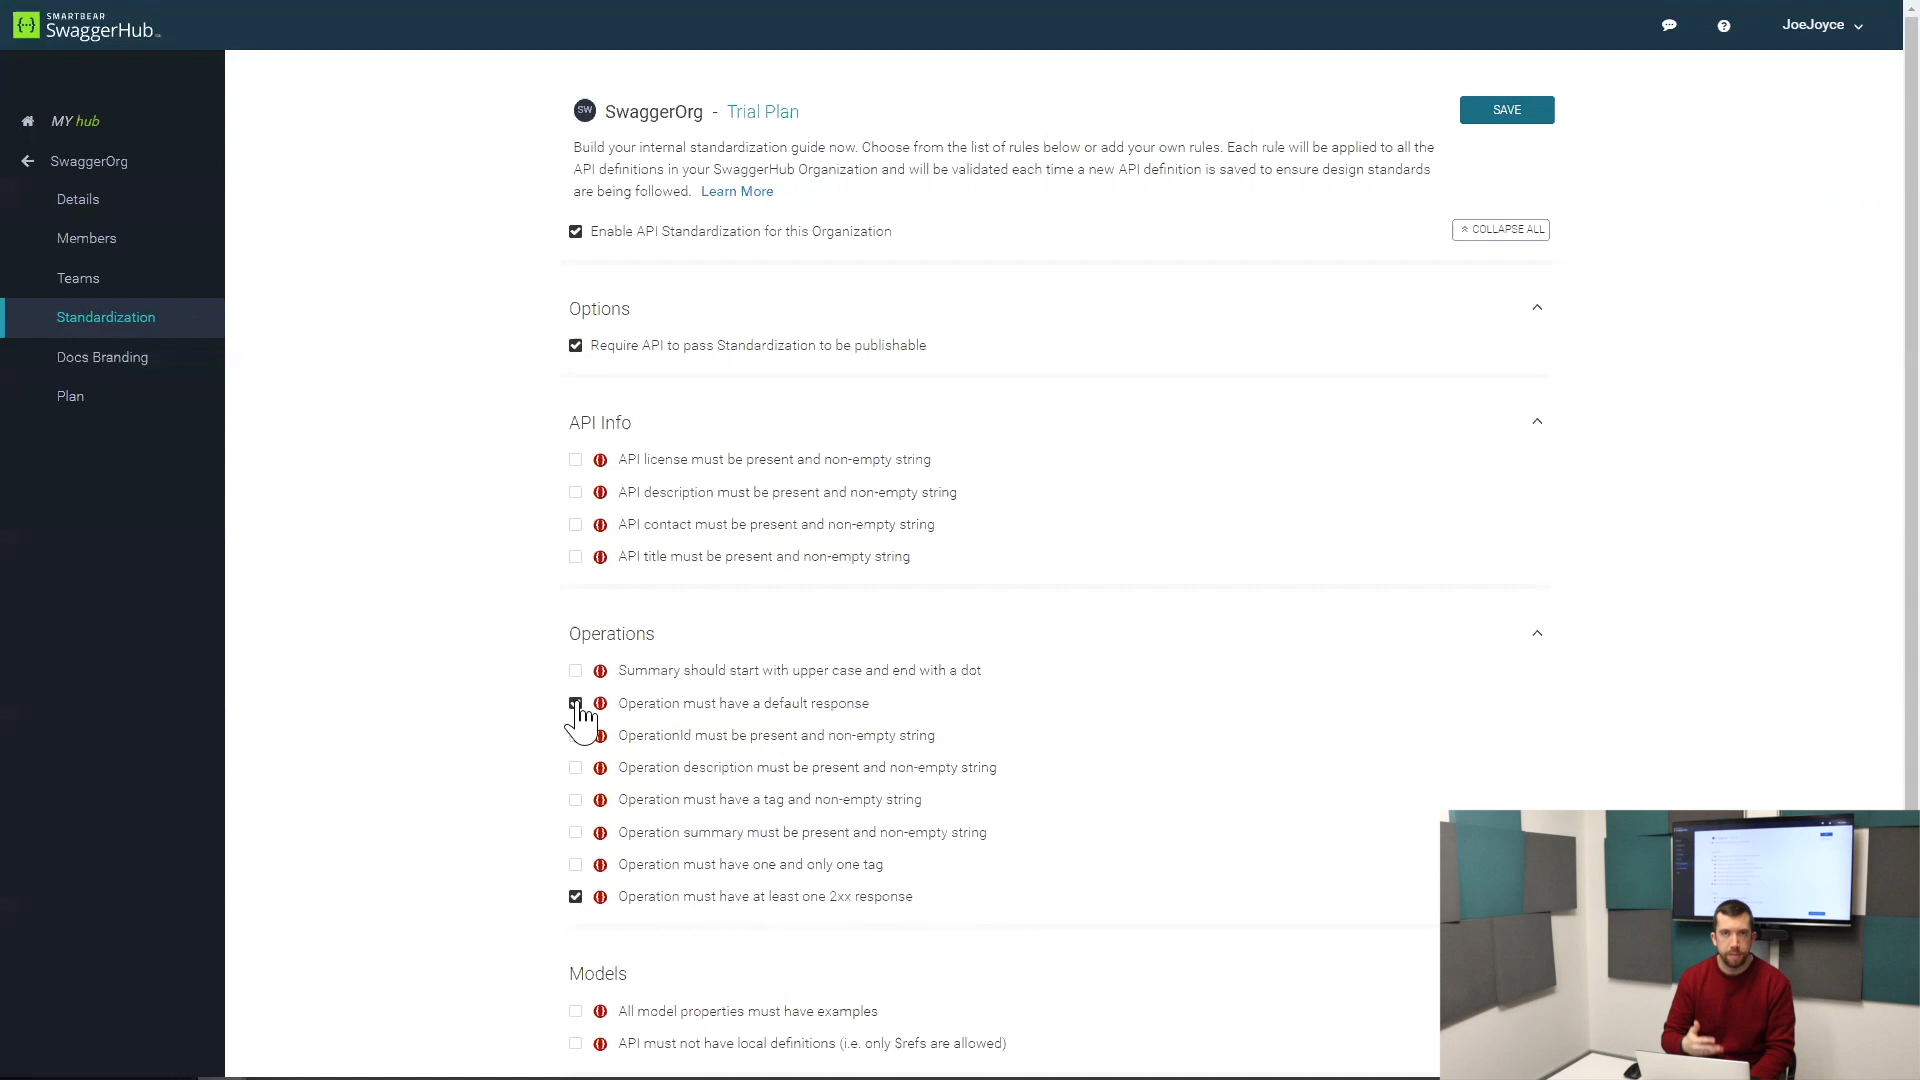 SMARTBEAR
SwaggerHub
JoeJoyce
MY hub
SwaggerOrg
Details
Members
Teams
Standardization
Docs Branding
Plan
SW
SwaggerOrg - Trial Plan
SAVE
Build your internal standardization guide now. Choose from the list of rules below or add your own rules. Each rule will be applied to all the
API definitions in your SwaggerHub Organization and will be validated each time a new API definition is saved to ensure design standards
are being followed. Learn More
Enable API Standardization for this Organization
COLLAPSE ALL
Options
Require API to pass Standardization to be publishable
API Info
API license must be present and non-empty string
API description must be present and non-empty string
API contact must be present and non-empty string
API title must be present and non-empty string
Operations
Summary should start with upper case and end with a dot
Operation must have a default response
OperationId must be present and non-empty string
Operation description must be present and non-empty string
Operation must have a tag and non-empty string
Operation summary must be present and non-empty string
Operation must have one and only one tag
Operation must have at least one 2xx response
Models
All model properties must have examples
API must not have local definitions (i.e. only $refs are allowed)